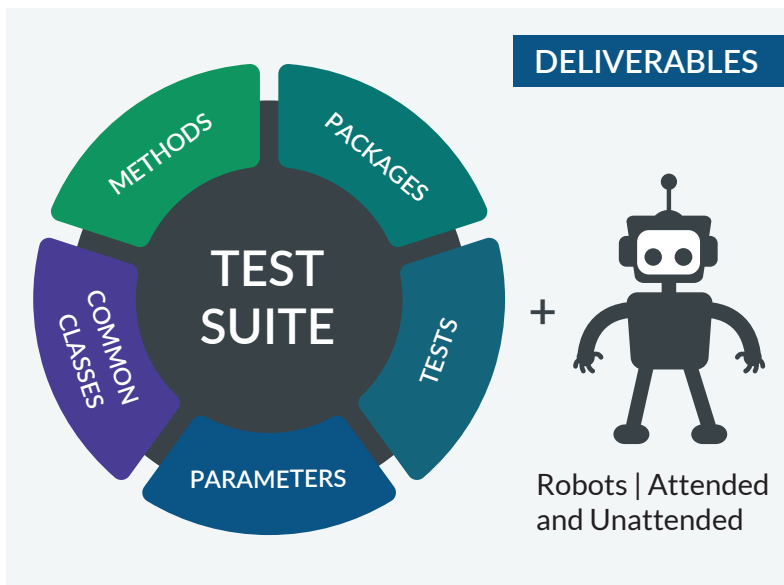 DELIVERABLES
METHODS
PACKAGES
TEST
SUITE
COMMON
CLASSES
TESTS
+
PARAMETERS
Robots | Attended
and Unattended